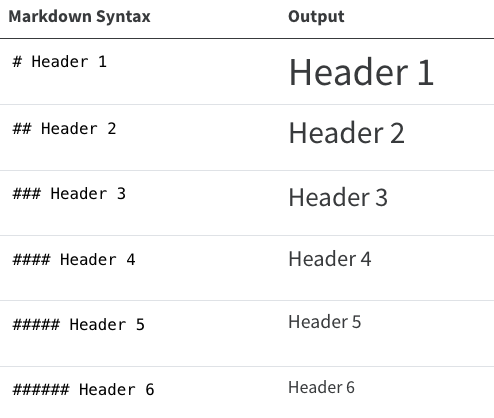 Markdown Syntax Output
# Header 1 Header 1
## Header 2 Header 2
### Header 3 Header 3
#### Header 4 Header 4
##### Header 5 Header 5
###### Header 6 Header 6